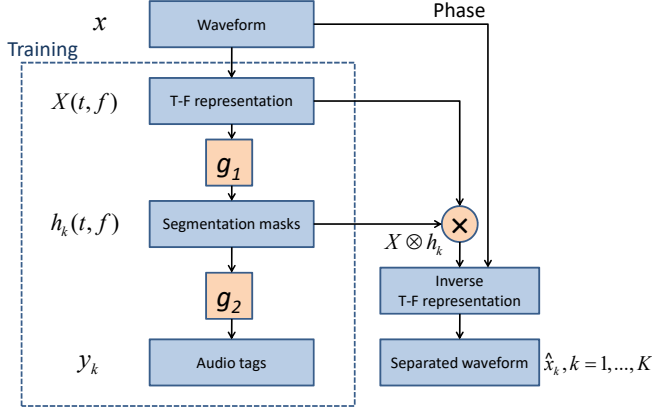 x
Waveform
Phase
Training
X(t, f)
T-F representation
g1
hk(t, f)
Segmentation masks
×
X ⊗ hk
g2
Inverse
T-F representation
yk
Audio tags
Separated waveform
x̂k, k = 1,..., K